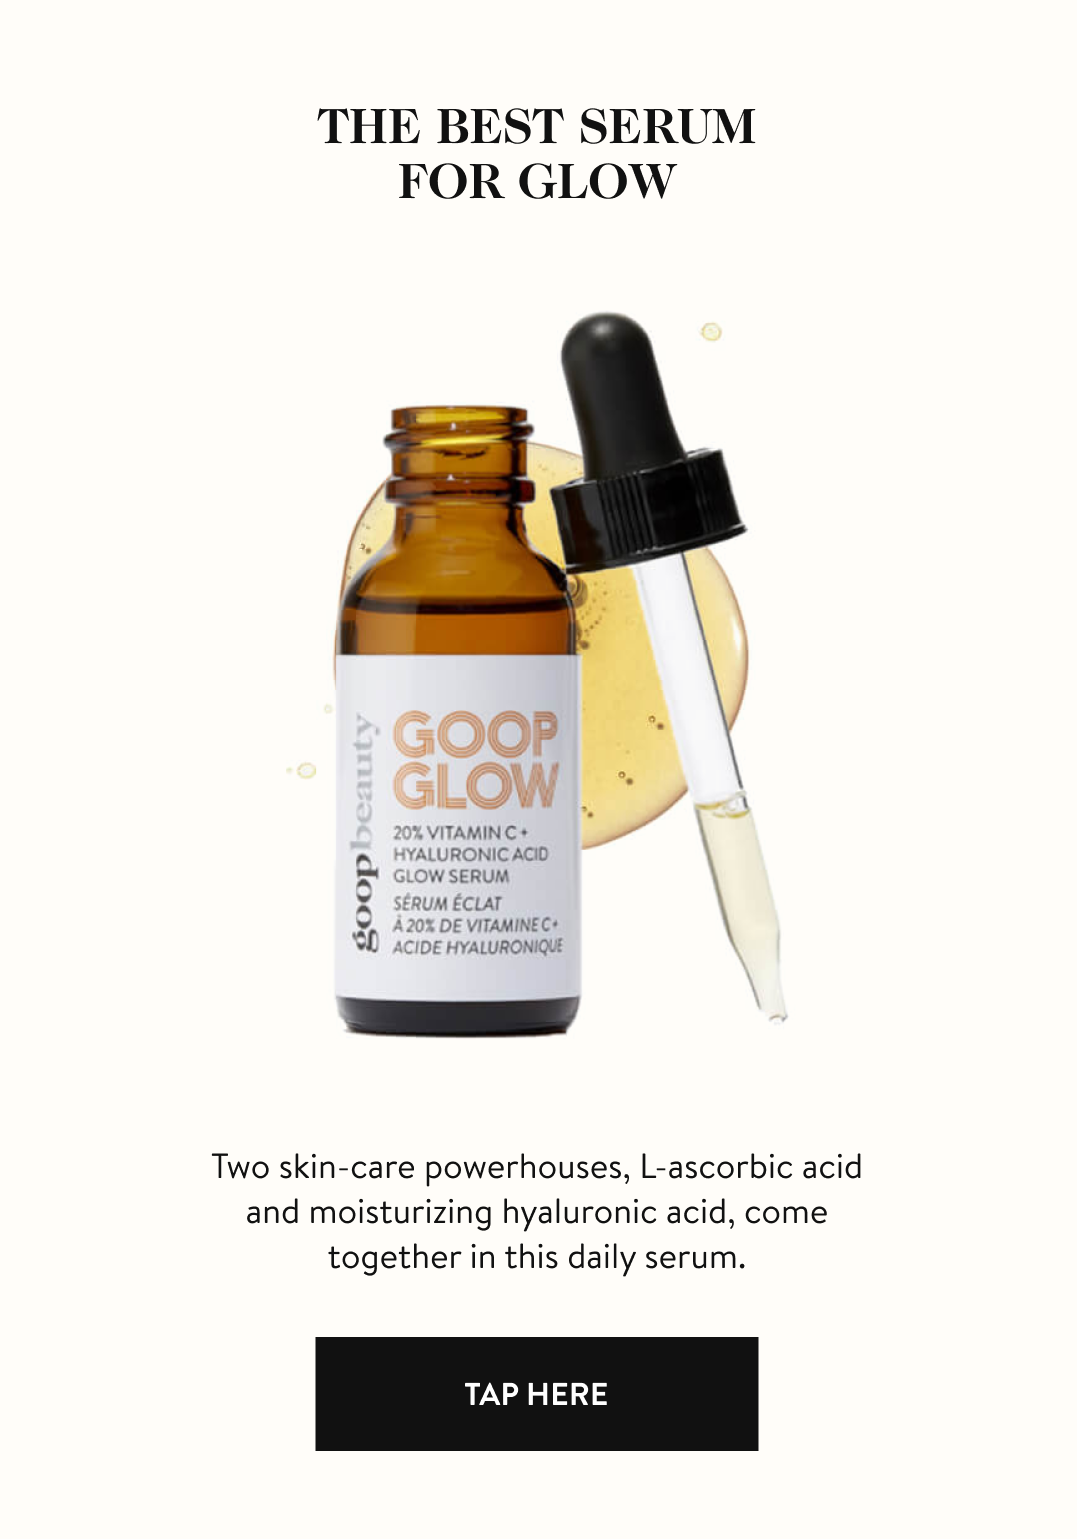 THE BEST SERUM
FOR GLOW
goopbeauty
GOOP
GLOW
20% VITAMIN C +
HYALURONIC ACID
GLOW SERUM
SÉRUM ÉCLAT
À 20% DE VITAMINE C +
ACIDE HYALURONIQUE
Two skin-care powerhouses, L-ascorbic acid
and moisturizing hyaluronic acid, come
together in this daily serum.
TAP HERE